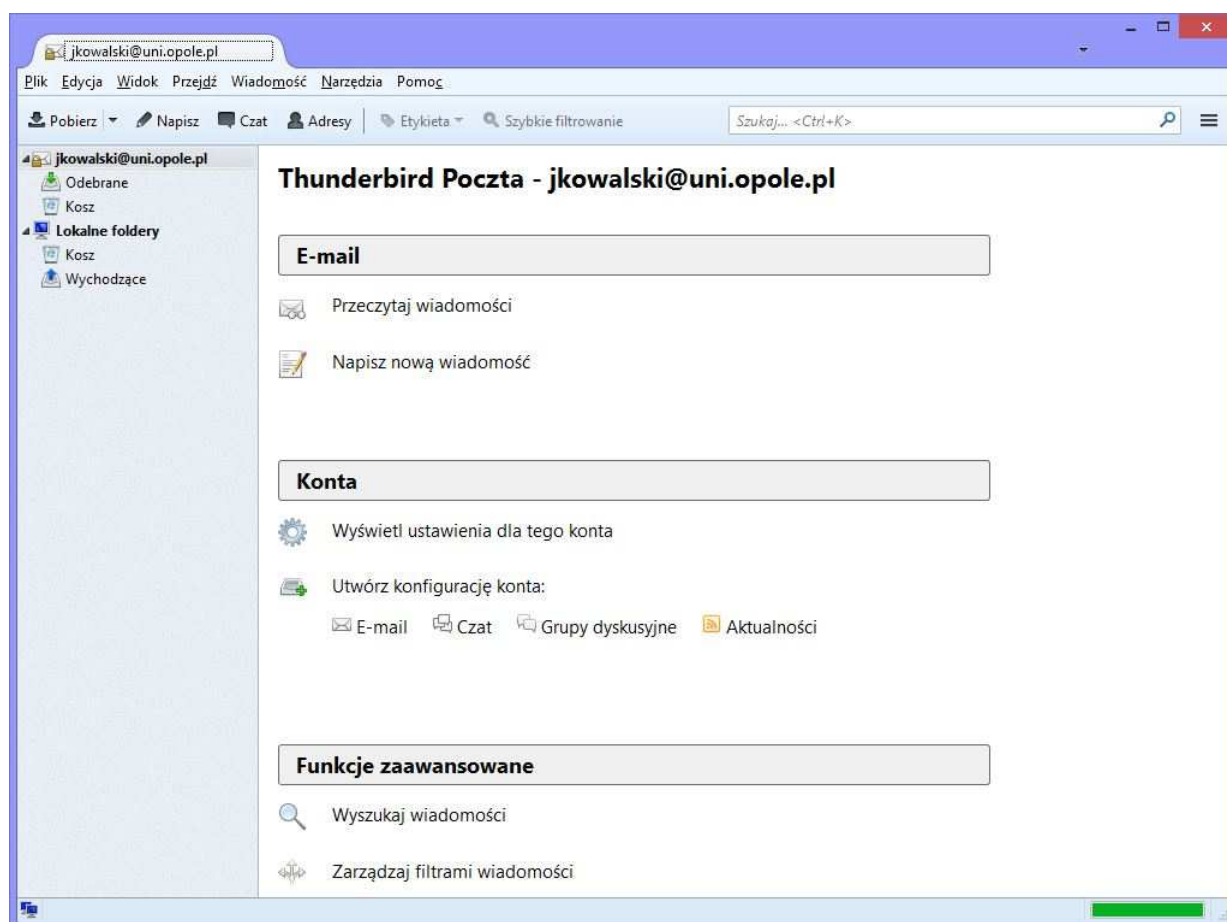 jkowalski@uni.opole.pl
Plik Edycja Widok Przejdź Wiadomość Narzędzia Pomoc
Pobierz Napisz Czat Adresy Etykieta Szybkie filtrowanie Szukaj... <Ctrl+K>
jkowalski@uni.opole.pl
Odebrane
Kosz
Lokalne foldery
Kosz
Wychodzące
Thunderbird Poczta - jkowalski@uni.opole.pl
E-mail
Przeczytaj wiadomości
Napisz nową wiadomość
Konta
Wyświetl ustawienia dla tego konta
Utwórz konfigurację konta:
E-mail Czat Grupy dyskusyjne Aktualności
Funkcje zaawansowane
Wyszukaj wiadomości
Zarządzaj filtrami wiadomości